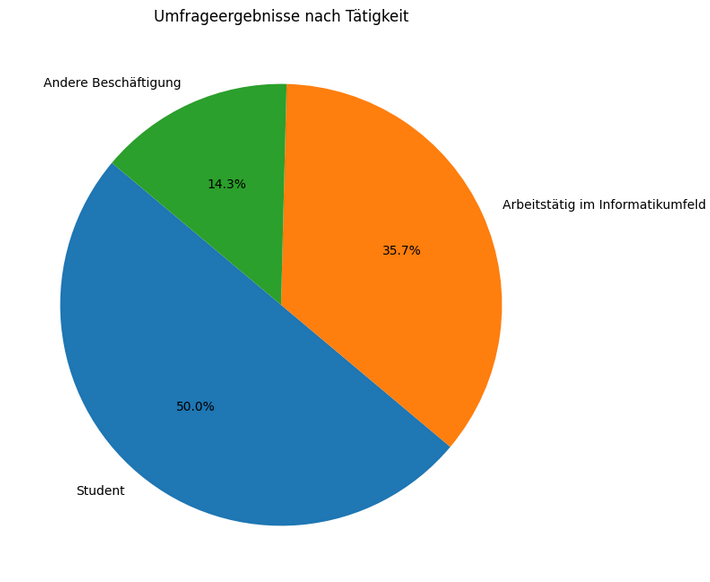 Umfrageergebnisse nach Tätigkeit
Andere Beschäftigung
14.3%
Arbeitstätig im Informatikumfeld
35.7%
50.0%
Student